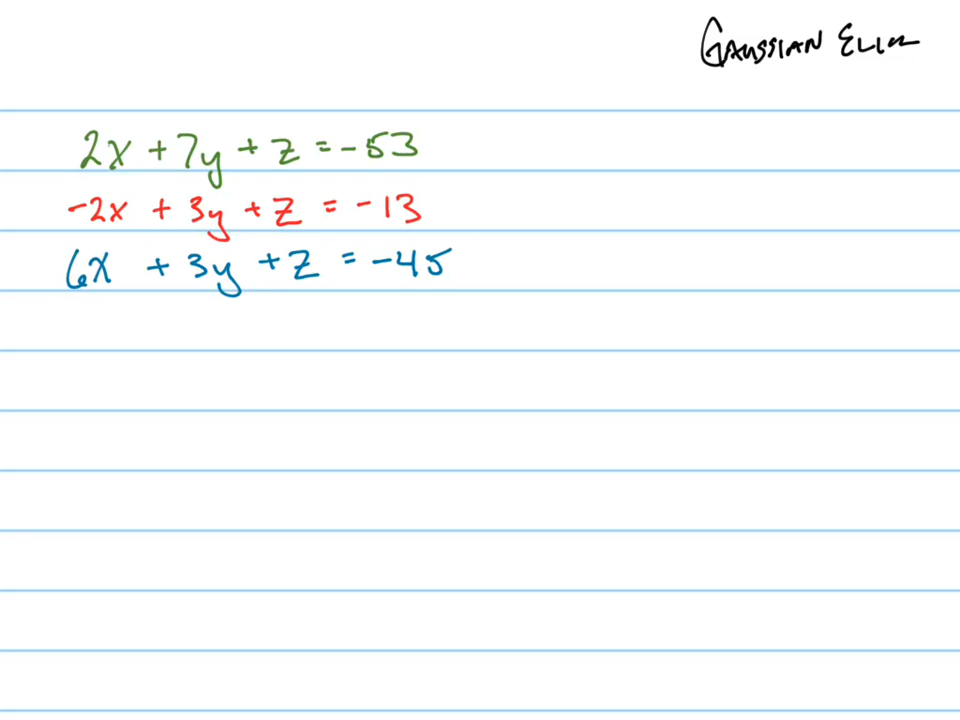 GAUSSIAN ELIM
2x + 7y + z = -53
-2x + 3y + z = -13
6x + 3y + z = -45